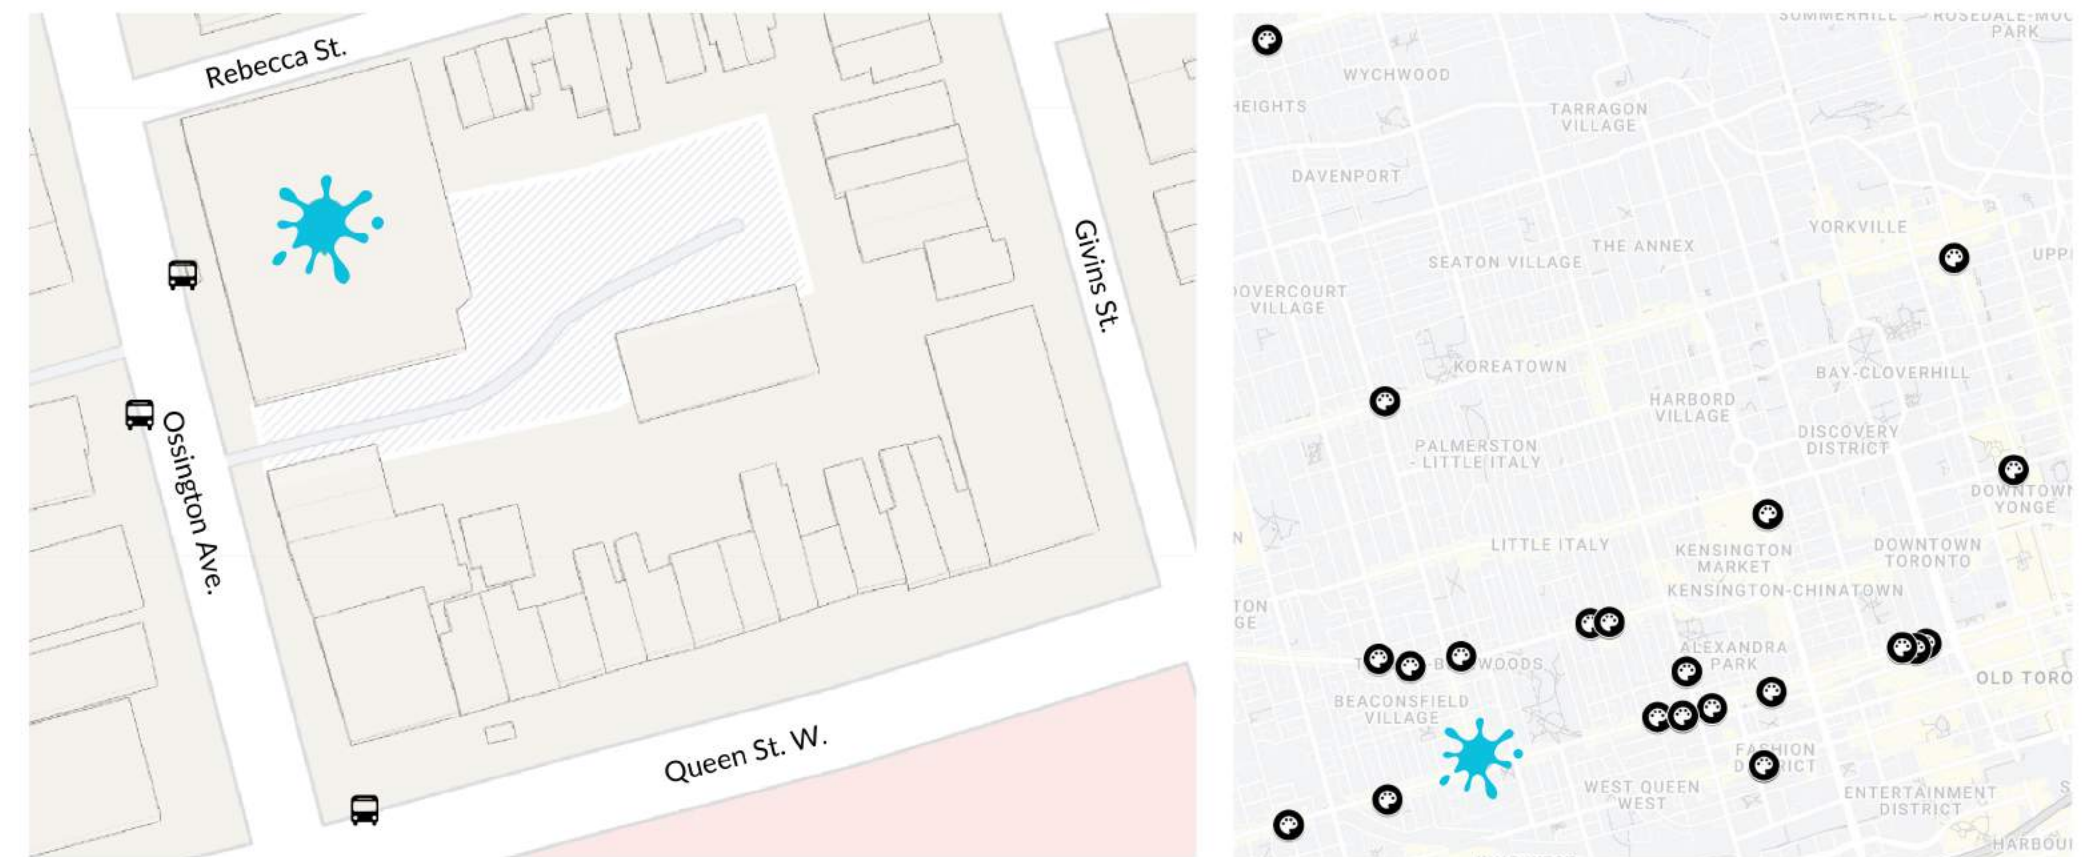 Rebecca St.
Givins St.
Ossington Ave.
Queen St. W.
SUMMERHILL
ROSEDALE-MOO
PARK
WYCHWOOD
HEIGHTS
TARRAGON
VILLAGE
DAVENPORT
YORKVILLE
THE ANNEX
SEATON VILLAGE
UPP
DOVERCOURT
VILLAGE
KOREATOWN
BAY-CLOVERHILL
HARBORD
VILLAGE
PALMERSTON
- LITTLE ITALY
DISCOVERY
DISTRICT
DOWNTOWN
YONGE
N
LITTLE ITALY
KENSINGTON
MARKET
DOWNTOWN
TORONTO
KENSINGTON-CHINATOWN
TON
GE
ALEXANDRA
PARK
WOODS
OLD TORO
BEACONSFIELD
VILLAGE
FASHION
WEST QUEEN
WEST
ENTERTAINMENT
DISTRICT
S
HARBOU